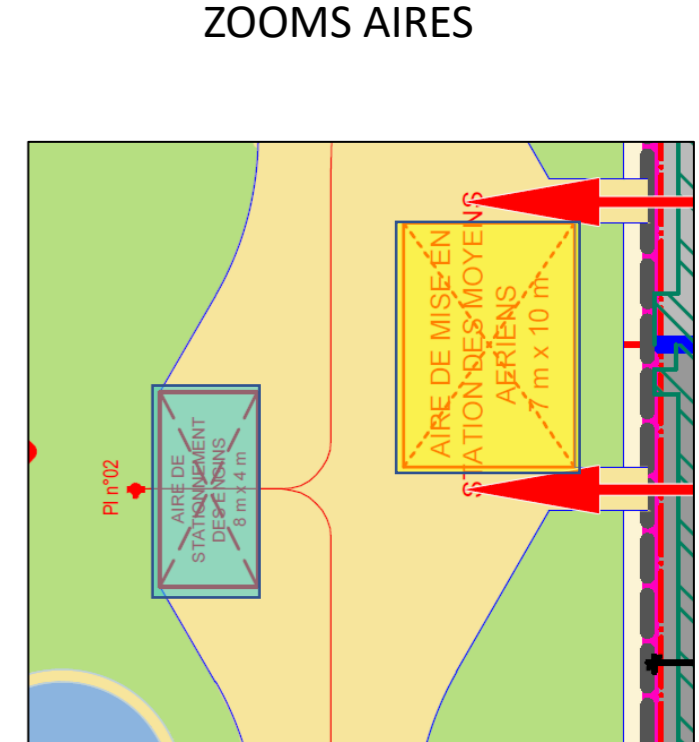 ZOOMS AIRES
PI n°02
AIRE DE
STATIONNEMENT
DES ENGINS
8 m x 4 m
AIRE DE MISE EN
STATION DES MOYENS
AERIENS
7 m x 10 m